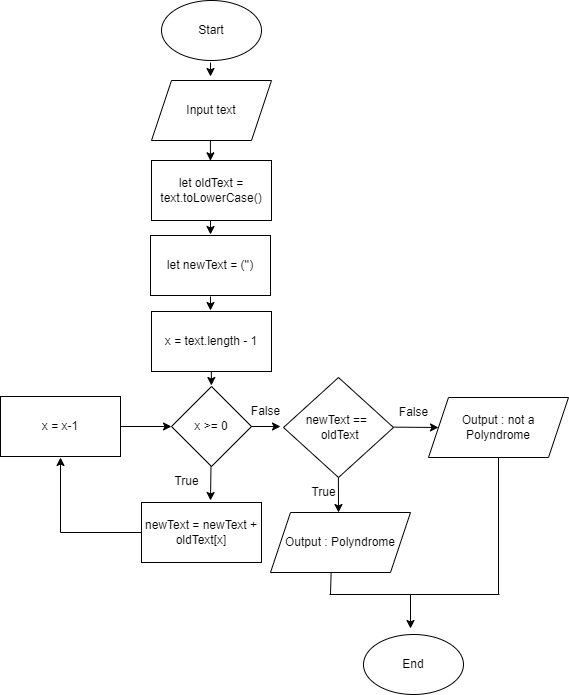 Start
Input text
let oldText =
text.toLowerCase()
let newText = ('')
x = text.length - 1
x = x-1
x >= 0
False
newText ==
oldText
False
Output : not a
Polyndrome
True
True
newText = newText +
oldText[x]
Output : Polyndrome
End